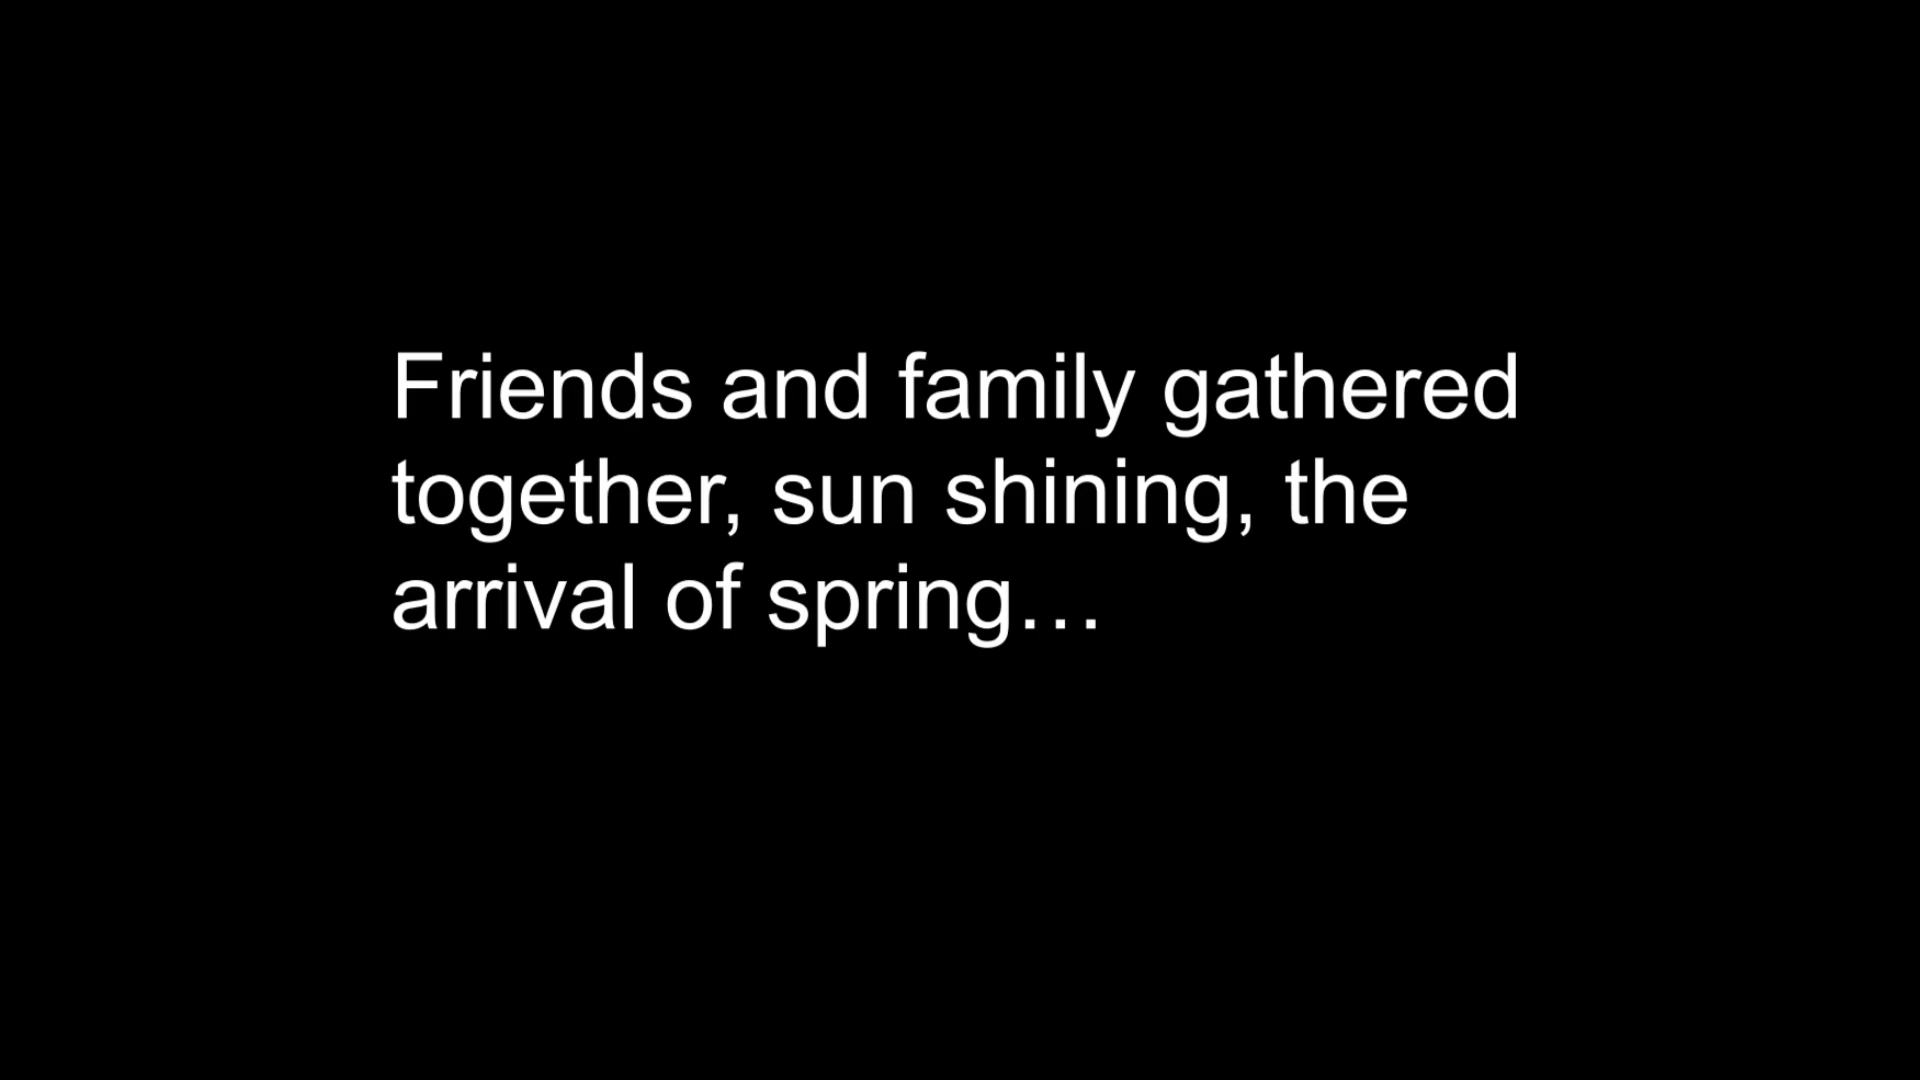 Friends and family gathered
together, sun shining, the
arrival of spring…